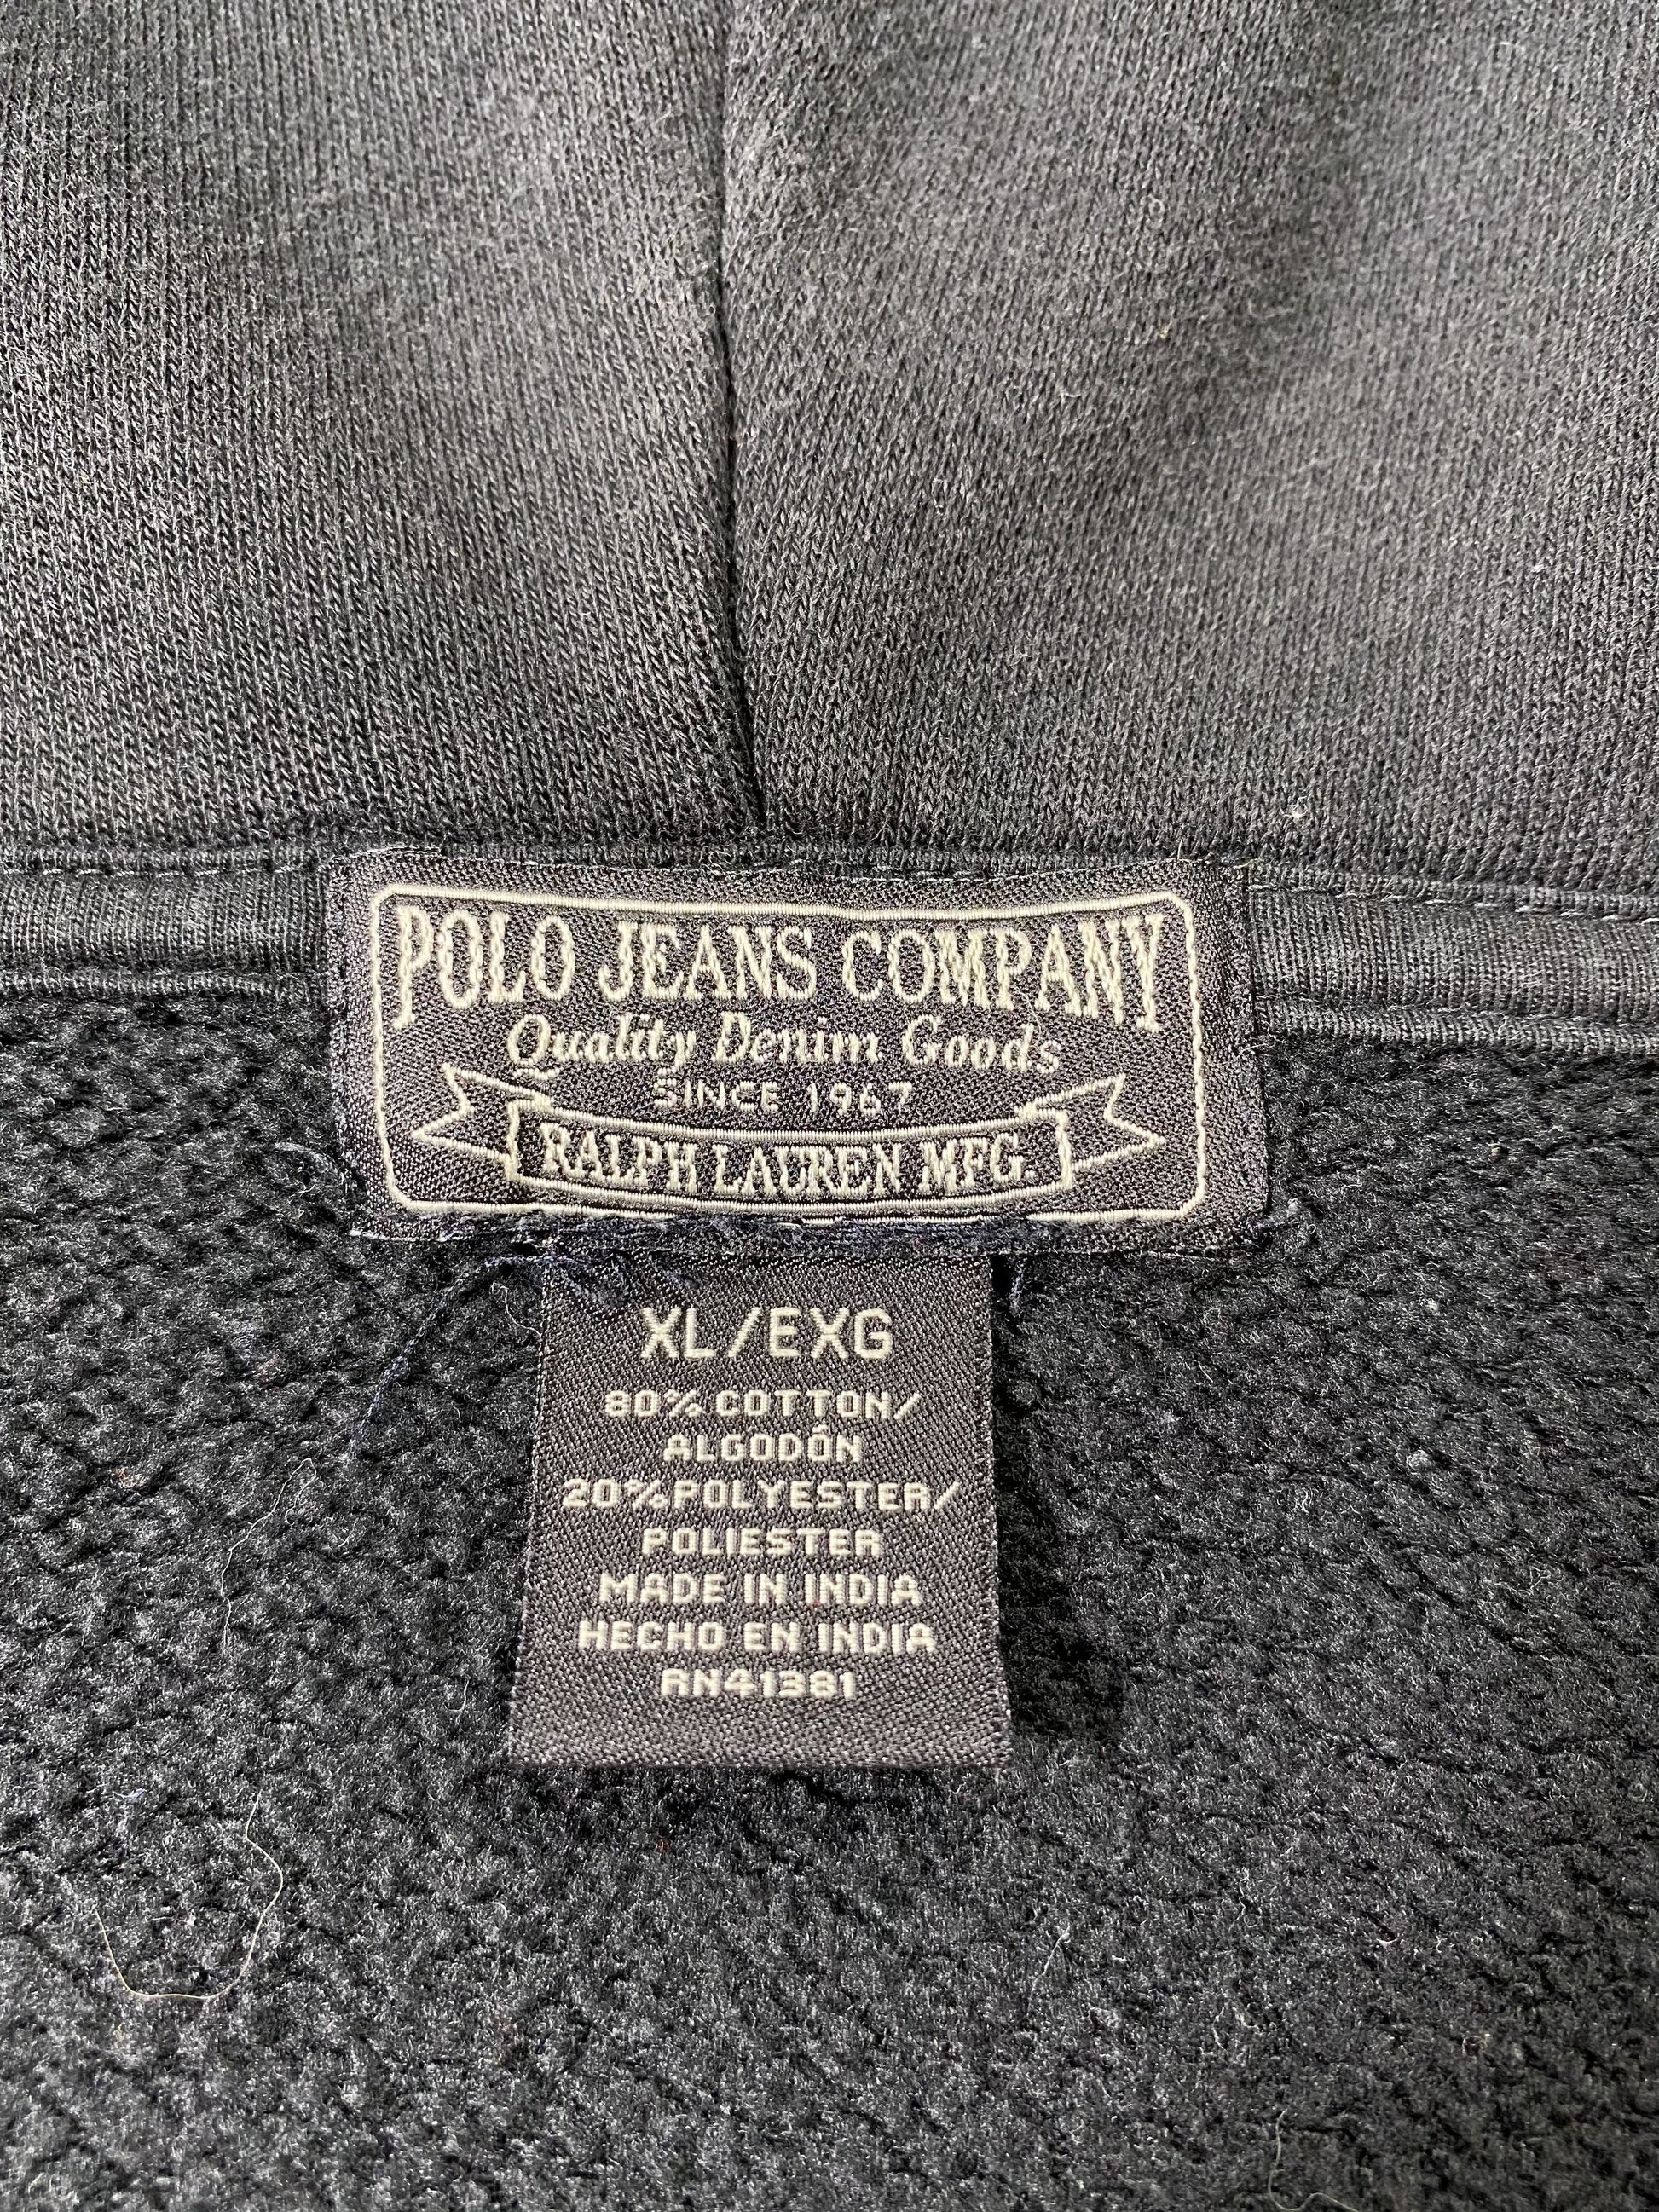 POLO JEANS COMPANY
Quality Denim Goods
SINCE 1967
RALPH LAUREN MFG.
XL/EXG
80% COTTON/
ALGODÓN
20% POLYESTER/
POLIESTER
MADE IN INDIA
HECHO EN INDIA
RN41381